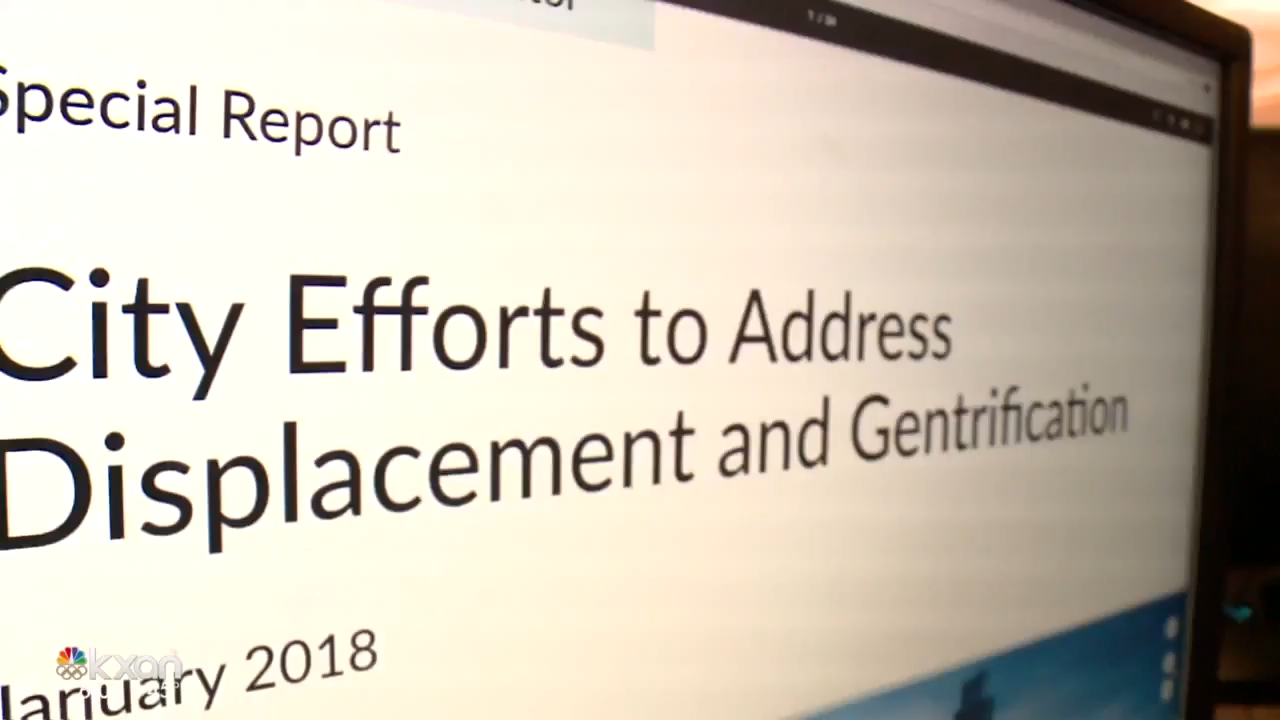 Special Report
City Efforts to Address
Displacement and Gentrification
January 2018
kxan